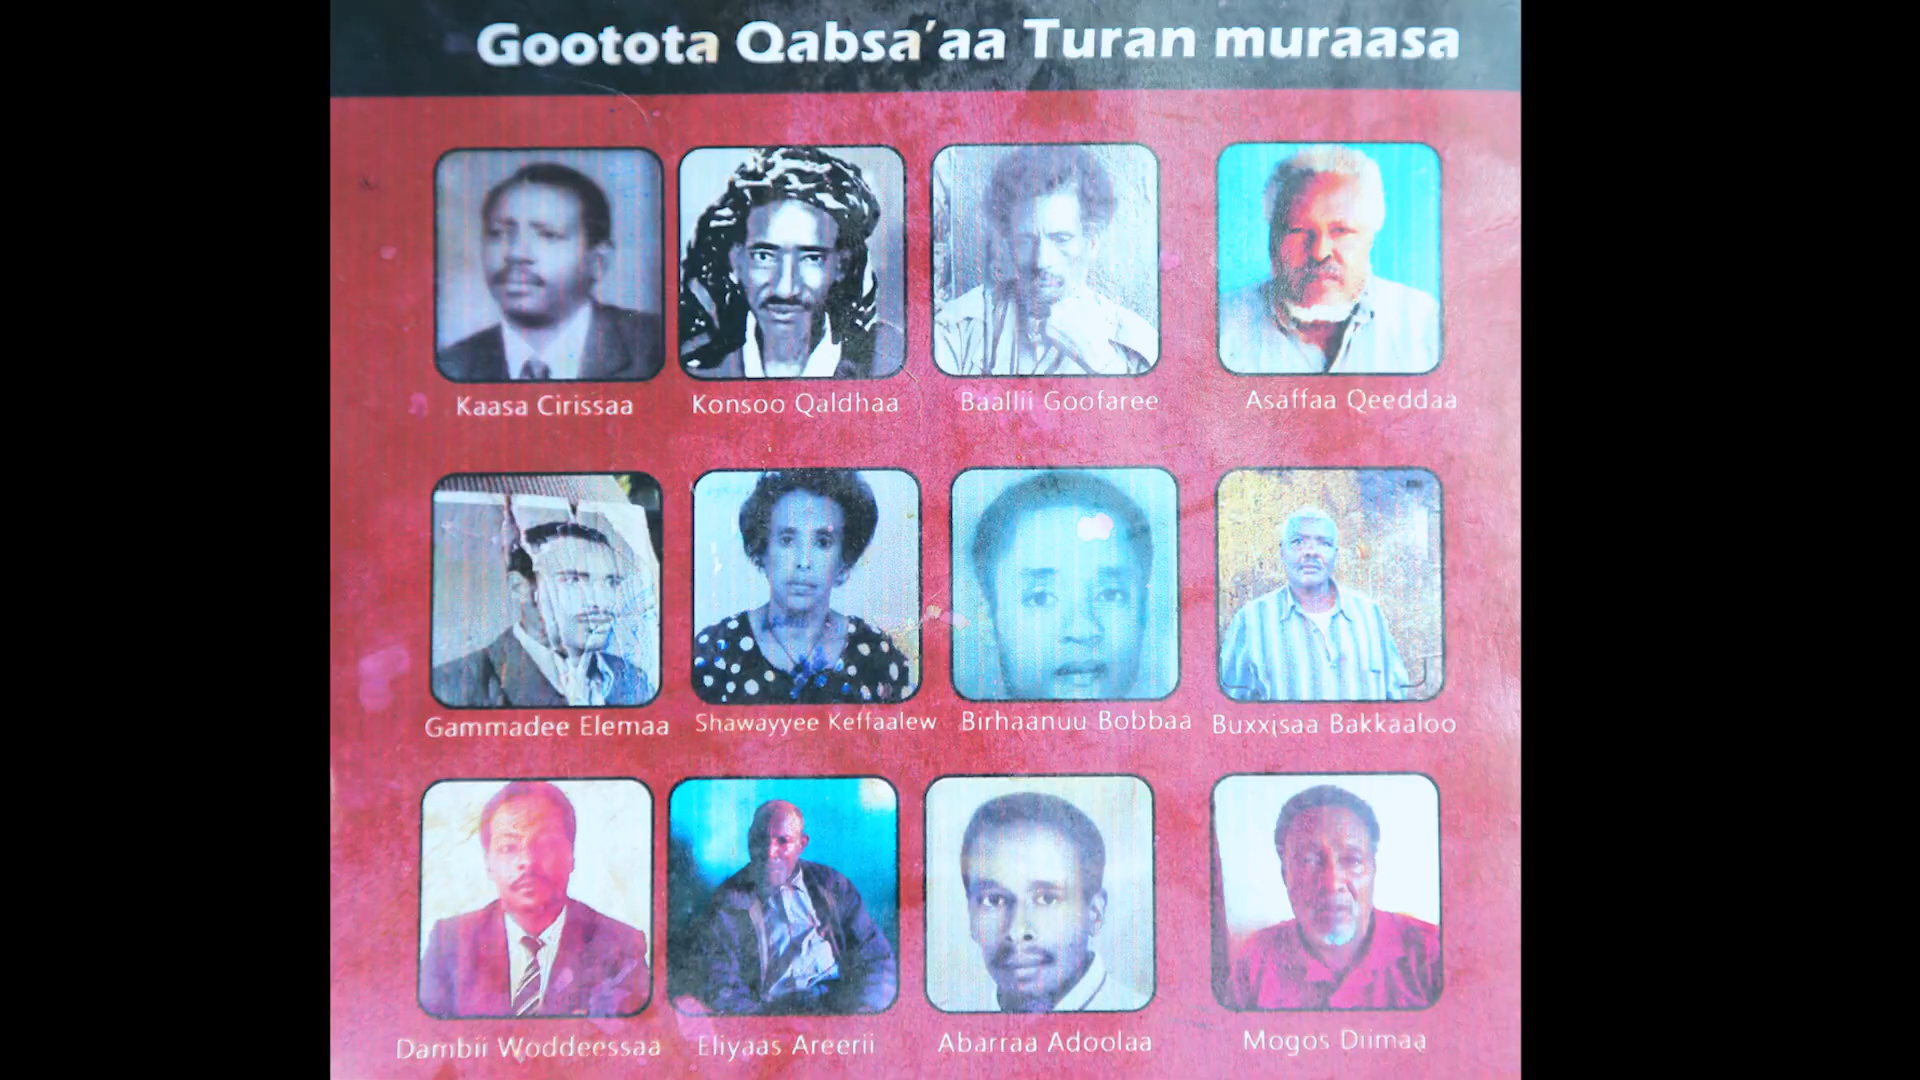 Gootota Qabsa'aa Turan muraasa
Kaasa Cirissaa
Konsoo Qaldhaa
Baallii Goofaree
Asaffaa Qeeddaa
Gammadee Elemaa
Shawayyee Keffaalew
Birhaanuu Bobbaa
Buxxisaa Bakkaaloo
Dambii Woddeessaa
Eliyaas Areerii
Abarraa Adoolaa
Mogos Diimaa